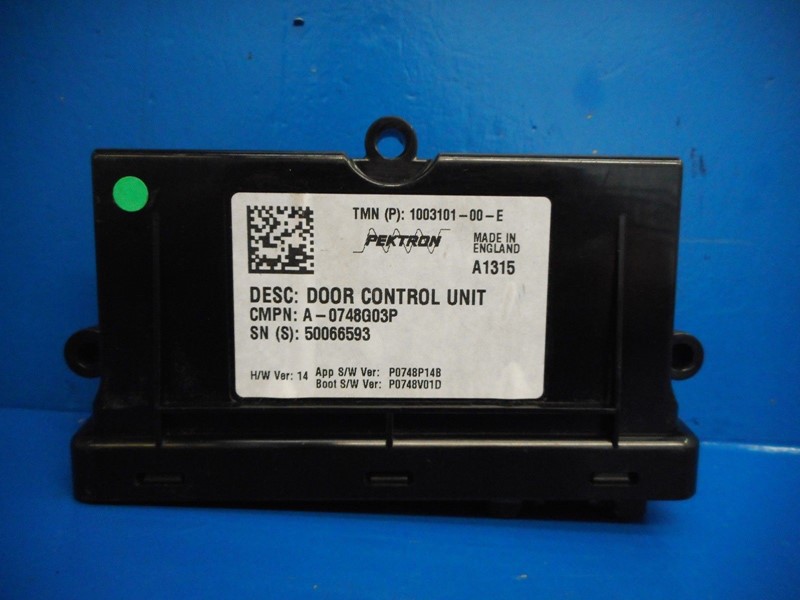 TMN (P): 1003101-00-E
PEKTRON
MADE IN
ENGLAND
A1315
DESC: DOOR CONTROL UNIT
CMPN: A-0748G03P
SN (S): 50066593
H/W Ver: 14 App S/W Ver: P0748P14B
Boot S/W Ver: P0748V01D